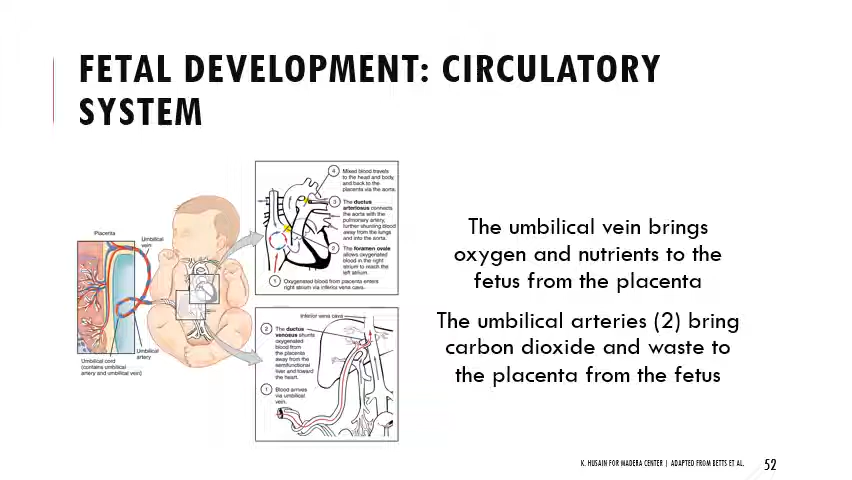 FETAL DEVELOPMENT: CIRCULATORY
SYSTEM
Placenta
Umbilical
vein
Umbilical
artery
Umbilical cord
(contains umbilical
artery and umbilical vein)
4 Mixed blood travels
to the head and body,
and back to the
placenta via the aorta.
3 The ductus
arteriosus connects
the aorta with the
pulmonary artery,
further shunting blood
away from the lungs
and into the aorta.
2 The foramen ovale
allows oxygenated
blood in the right
atrium to reach the
left atrium.
1 Oxygenated blood from placenta enters
right atrium via inferior vena cava.
Inferior vena cava
2 The ductus
venosus shunts
oxygenated
blood from
the placenta
away from the
semifunctional
liver and toward
the heart.
1 Blood arrives
via umbilical
vein.
The umbilical vein brings
oxygen and nutrients to the
fetus from the placenta
The umbilical arteries (2) bring
carbon dioxide and waste to
the placenta from the fetus
K. HUSAIN FOR MADERA CENTER | ADAPTED FROM BETTS ET AL.
52